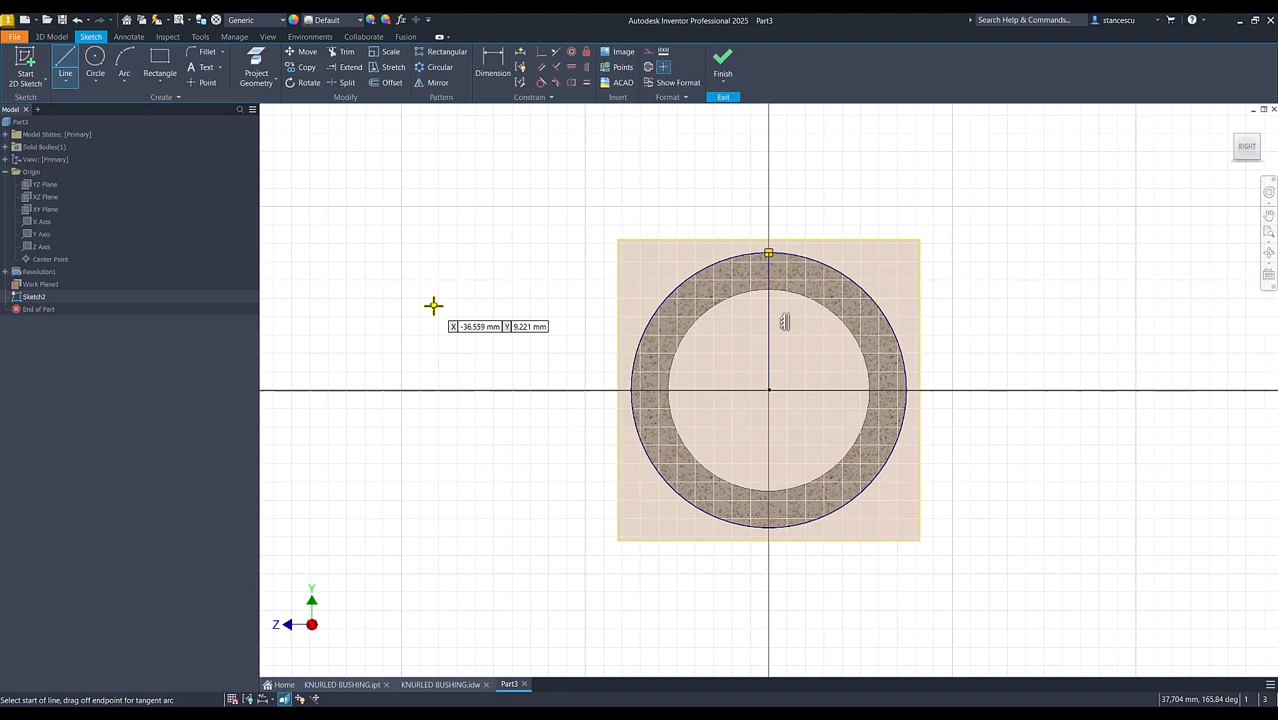 Generic
Default
Autodesk Inventor Professional 2025 Part3
Search Help & Commands...
stancescu
File 3D Model Sketch Annotate Inspect Tools Manage View Environments Get Started Collaborate Fusion
Start
2D Sketch
Line
Circle
Arc
Rectangle
Fillet
Text
Point
Project
Geometry
Move
Copy
Rotate
Trim
Extend
Split
Scale
Stretch
Offset
Rectangular
Circular
Mirror
Dimension
Image
Points
ACAD
Show Format
Finish
Sketch Create Modify Pattern Constrain Insert Format Exit
Model
Part3
Model States: [Primary]
Solid Bodies(1)
View: [Primary]
Origin
YZ Plane
XZ Plane
XY Plane
X Axis
Y Axis
Z Axis
Center Point
Revolution1
Work Plane1
Sketch2
End of Part
RIGHT
X -36,559 mm Y 9,221 mm
Y
Z
Home KNURLED BUSHING.ipt KNURLED BUSHING.idw Part3
Select start of line, drag off endpoint for tangent arc
37,704 mm, 165,84 deg 1 3